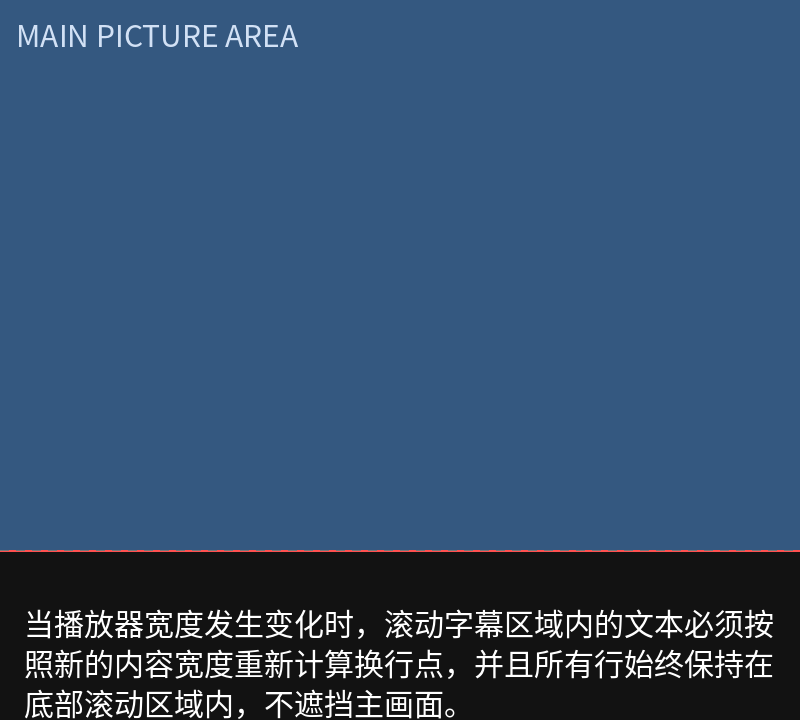 MAIN PICTURE AREA
当播放器宽度发生变化时，滚动字幕区域内的文本必须按
照新的内容宽度重新计算换行点，并且所有行始终保持在
底部滚动区域内，不遮挡主画面。